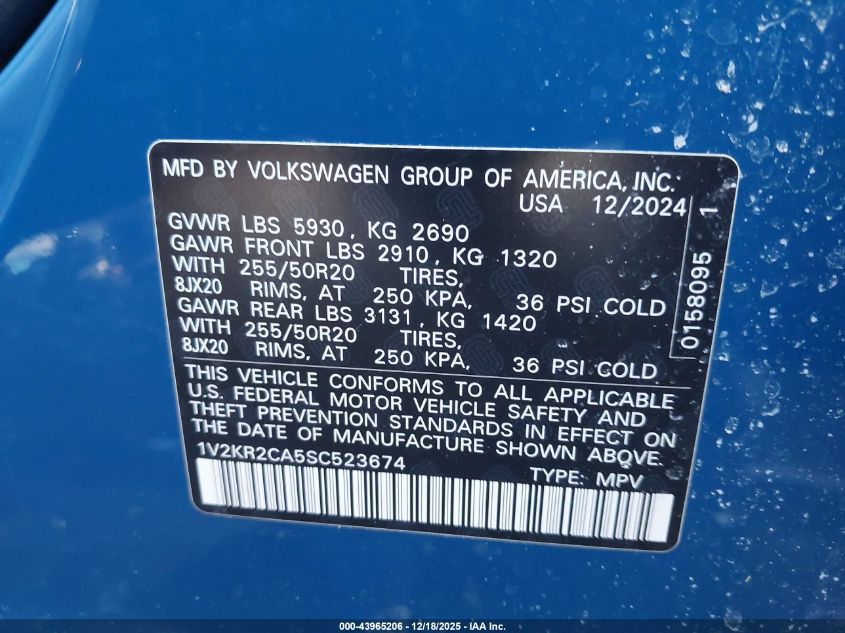 MFD BY VOLKSWAGEN GROUP OF AMERICA, INC.
USA 12/2024
GVWR LBS 5930, KG 2690
GAWR FRONT LBS 2910, KG 1320
WITH 255/50R20 TIRES,
8JX20 RIMS, AT 250 KPA, 36 PSI COLD
GAWR REAR LBS 3131, KG 1420
WITH 255/50R20 TIRES,
8JX20 RIMS, AT 250 KPA, 36 PSI COLD
THIS VEHICLE CONFORMS TO ALL APPLICABLE
U.S. FEDERAL MOTOR VEHICLE SAFETY AND
THEFT PREVENTION STANDARDS IN EFFECT ON
THE DATE OF MANUFACTURE SHOWN ABOVE.
1V2KR2CA5SC523674 TYPE: MPV
0158095 1
000-43965206 - 12/18/2025 - IAA Inc.